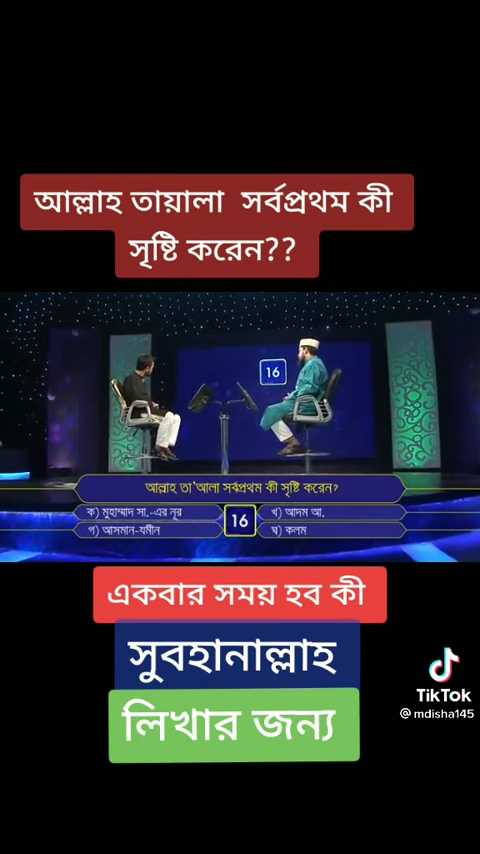 আল্লাহ তায়ালা সর্বপ্রথম কী
সৃষ্টি করেন??
16
আল্লাহ তা'আলা সর্বপ্রথম কী সৃষ্টি করেন?
ক) মুহাম্মাদ সা.-এর নূর
খ) আদম আ.
16
গ) আসমান-যমীন
ঘ) কলম
একবার সময় হব কী
সুবহানাল্লাহ
লিখার জন্য
TikTok
@mdisha145